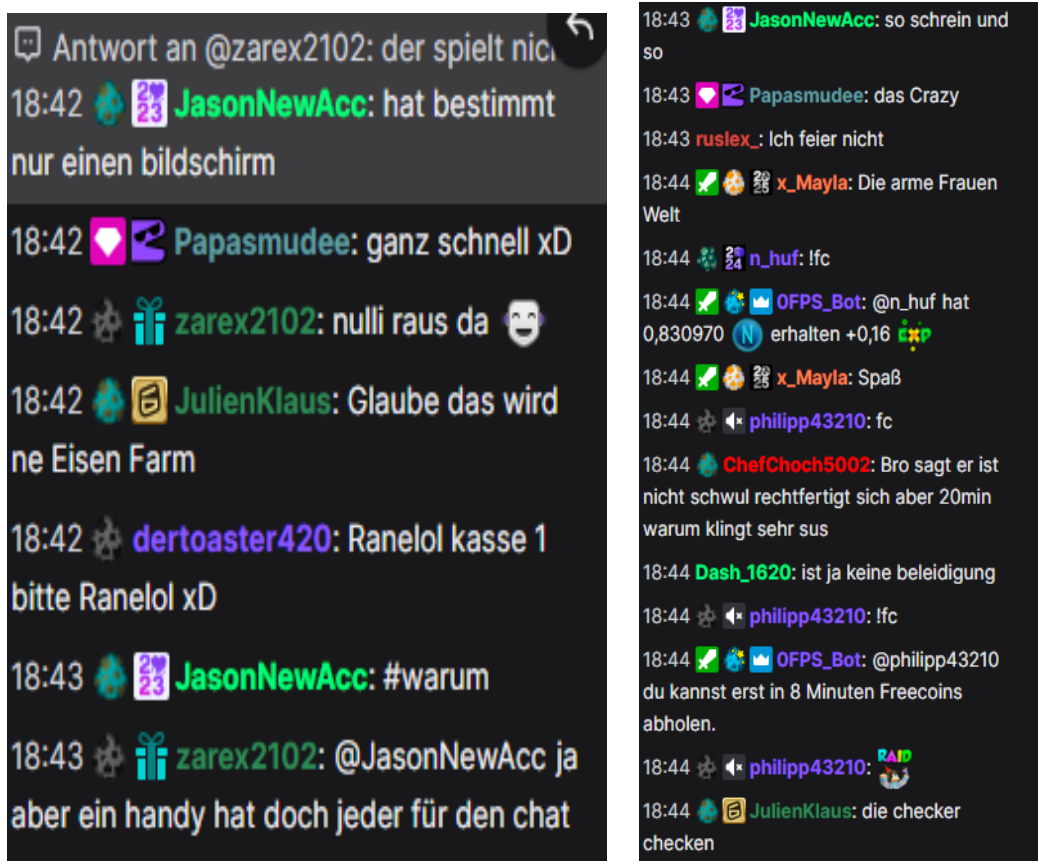 Antwort an @zarex2102: der spielt nic
18:42 JasonNewAcc: hat bestimmt
nur einen bildschirm
18:42 Papasmudee: ganz schnell xD
18:42 zarex2102: nulli raus da
18:42 JulienKlaus: Glaube das wird
ne Eisen Farm
18:42 dertoaster420: Ranelol kasse 1
bitte Ranelol xD
18:43 JasonNewAcc: #warum
18:43 zarex2102: @JasonNewAcc ja
aber ein handy hat doch jeder für den chat
18:43 JasonNewAcc: so schrein und
so
18:43 Papasmudee: das Crazy
18:43 ruslex_: Ich feier nicht
18:44 x_Mayla: Die arme Frauen
Welt
18:44 n_huf: !fc
18:44 0FPS_Bot: @n_huf hat
0,830970 N erhalten +0,16 EXP
18:44 x_Mayla: Spaß
18:44 philipp43210: fc
18:44 ChefChoch5002: Bro sagt er ist
nicht schwul rechtfertigt sich aber 20min
warum klingt sehr sus
18:44 Dash_1620: ist ja keine beleidigung
18:44 philipp43210: !fc
18:44 0FPS_Bot: @philipp43210
du kannst erst in 8 Minuten Freecoins
abholen.
18:44 philipp43210: RAID
18:44 JulienKlaus: die checker
checken